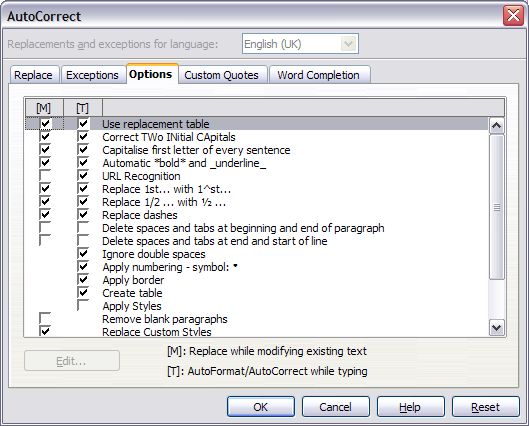 AutoCorrect
Replacements and exceptions for language: English (UK)
Replace Exceptions Options Custom Quotes Word Completion
[M] [T]
Use replacement table
Correct TWo INitial CApitals
Capitalise first letter of every sentence
Automatic *bold* and _underline_
URL Recognition
Replace 1st... with 1^st...
Replace 1/2 ... with ½ ...
Replace dashes
Delete spaces and tabs at beginning and end of paragraph
Delete spaces and tabs at end and start of line
Ignore double spaces
Apply numbering - symbol: •
Apply border
Create table
Apply Styles
Remove blank paragraphs
Replace Custom Styles
Edit... [M]: Replace while modifying existing text
[T]: AutoFormat/AutoCorrect while typing
OK Cancel Help Reset